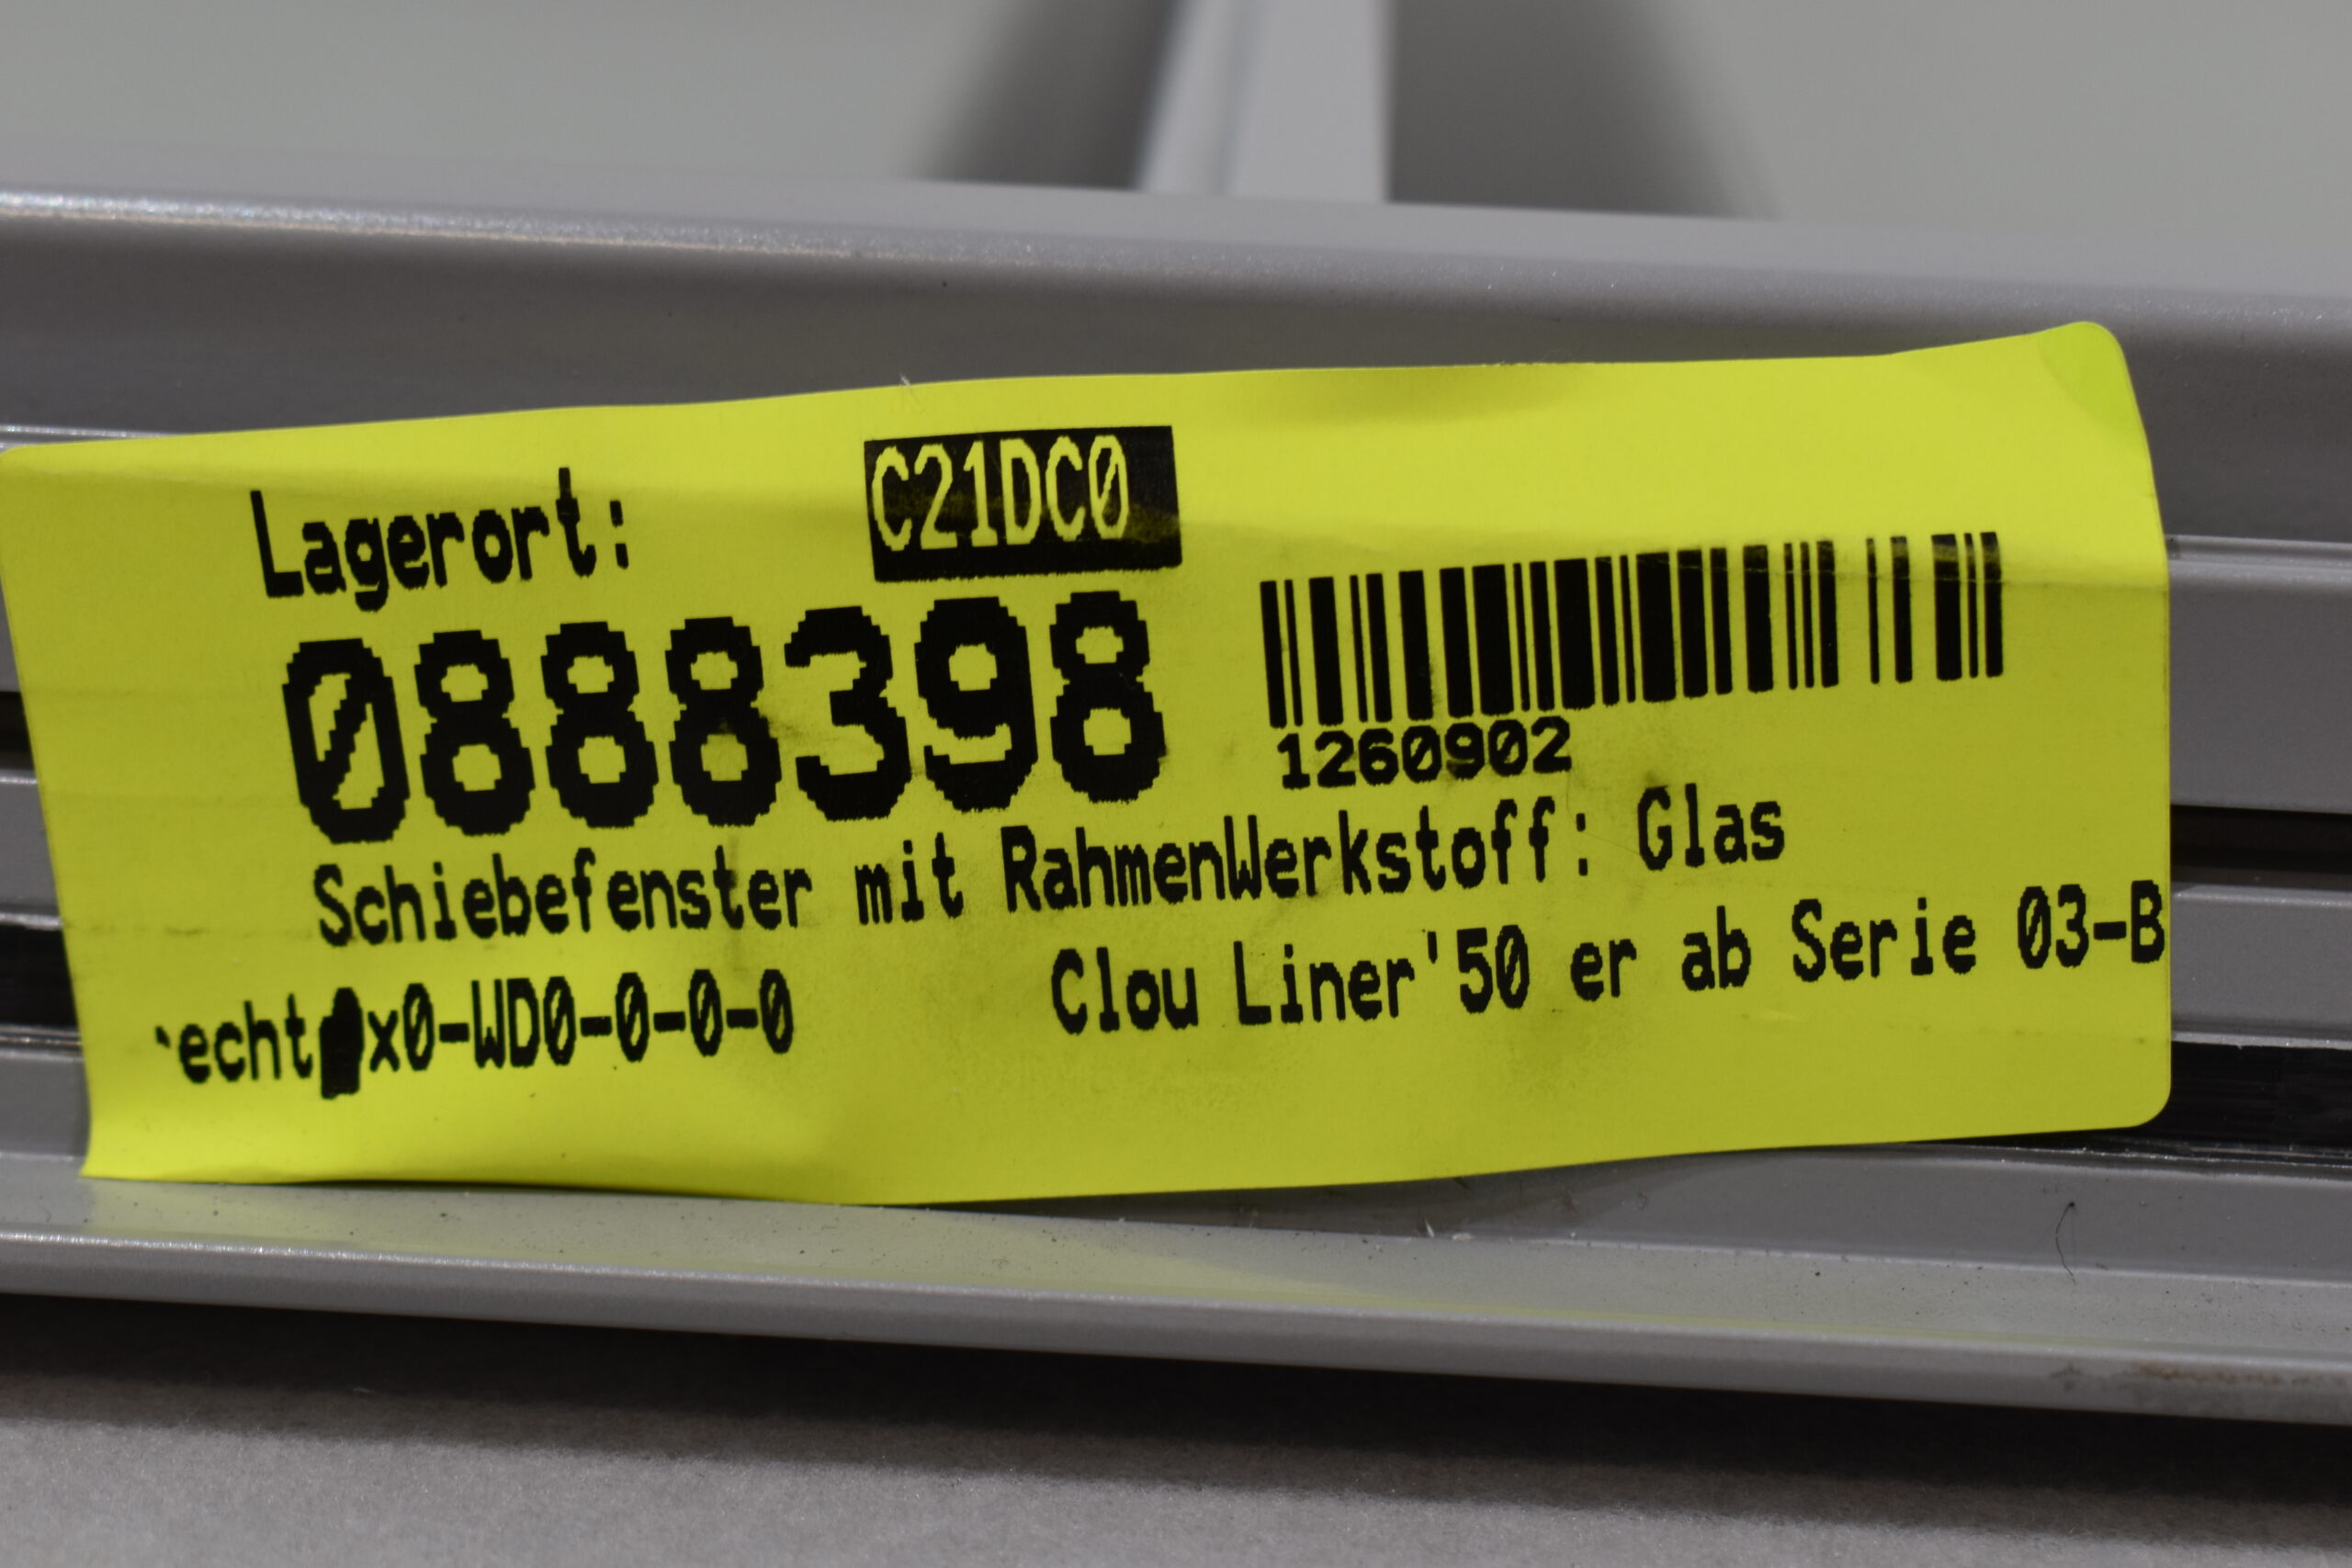 Lagerort: C21DC0
0888398
1260902
Schiebefenster mit RahmenWerkstoff: Glas
x0-WD0-0-0-0 Clou Liner'50 er ab Serie 03-B